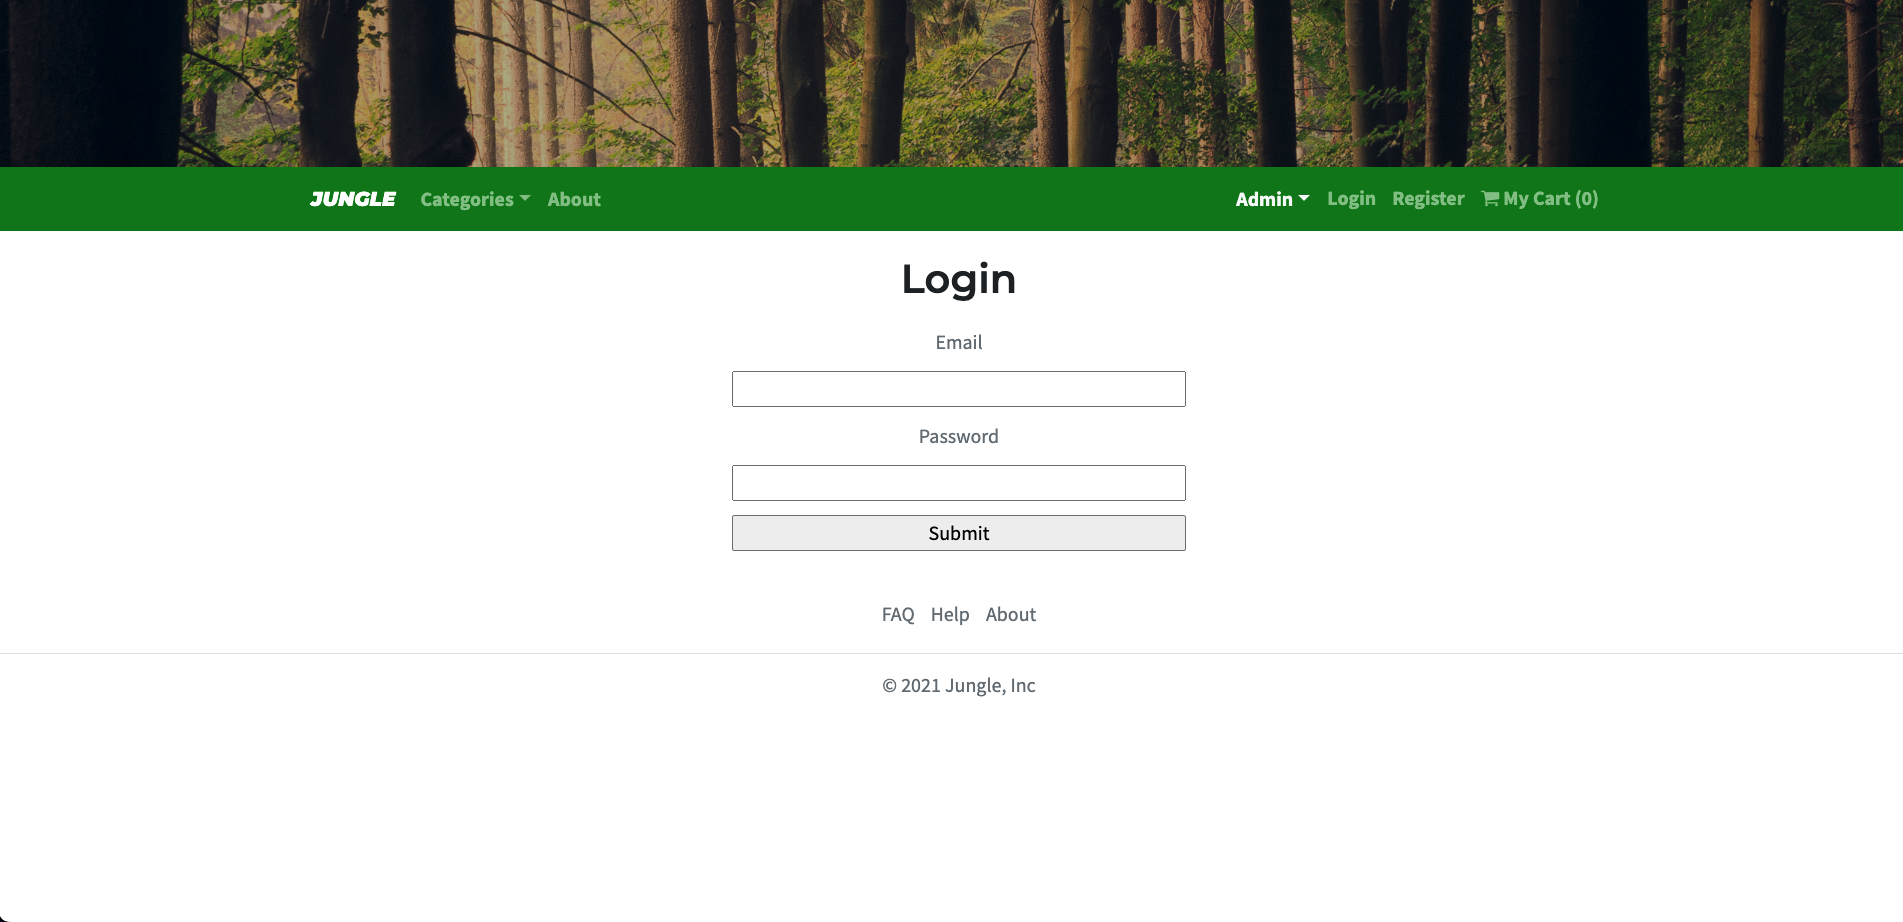 JUNGLE Categories About Admin Login Register My Cart (0)
Login
Email
Password
Submit
FAQ Help About
© 2021 Jungle, Inc